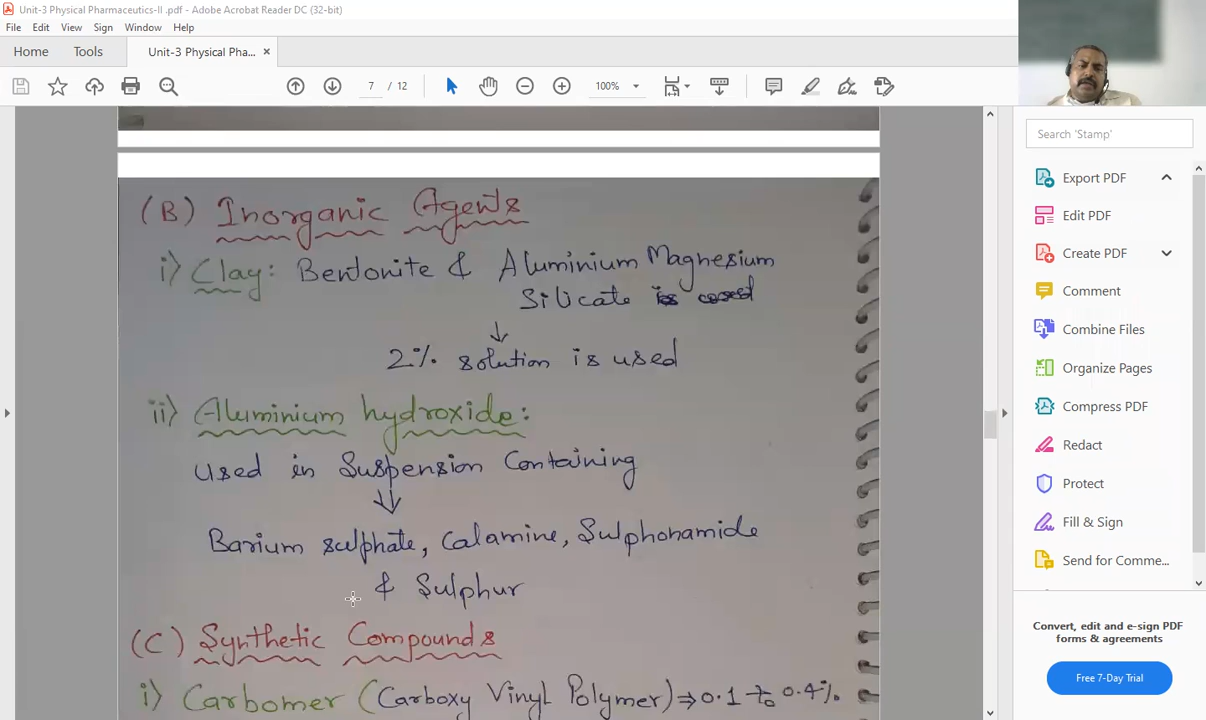 Unit-3 Physical Pharmaceutics-II .pdf - Adobe Acrobat Reader DC (32-bit)
File Edit View Sign Window Help
Home Tools Unit-3 Physical Pha... ×
7 / 12 100%
Search 'Stamp'
Export PDF
Edit PDF
Create PDF
Comment
Combine Files
Organize Pages
Compress PDF
Redact
Protect
Fill & Sign
Send for Comme...
Convert, edit and e-sign PDF
forms & agreements
Free 7-Day Trial
(B) Inorganic Agents
i) Clay: Bentonite & Aluminium Magnesium
Silicate is used
↓
2% solution is used
ii) Aluminium hydroxide:
Used in Suspension Containing
↓
Barium sulphate, Calamine, Sulphonamide
& Sulphur
(C) Synthetic Compounds
i) Carbomer (Carboxy Vinyl Polymer) ⇒ 0.1 to 0.4%